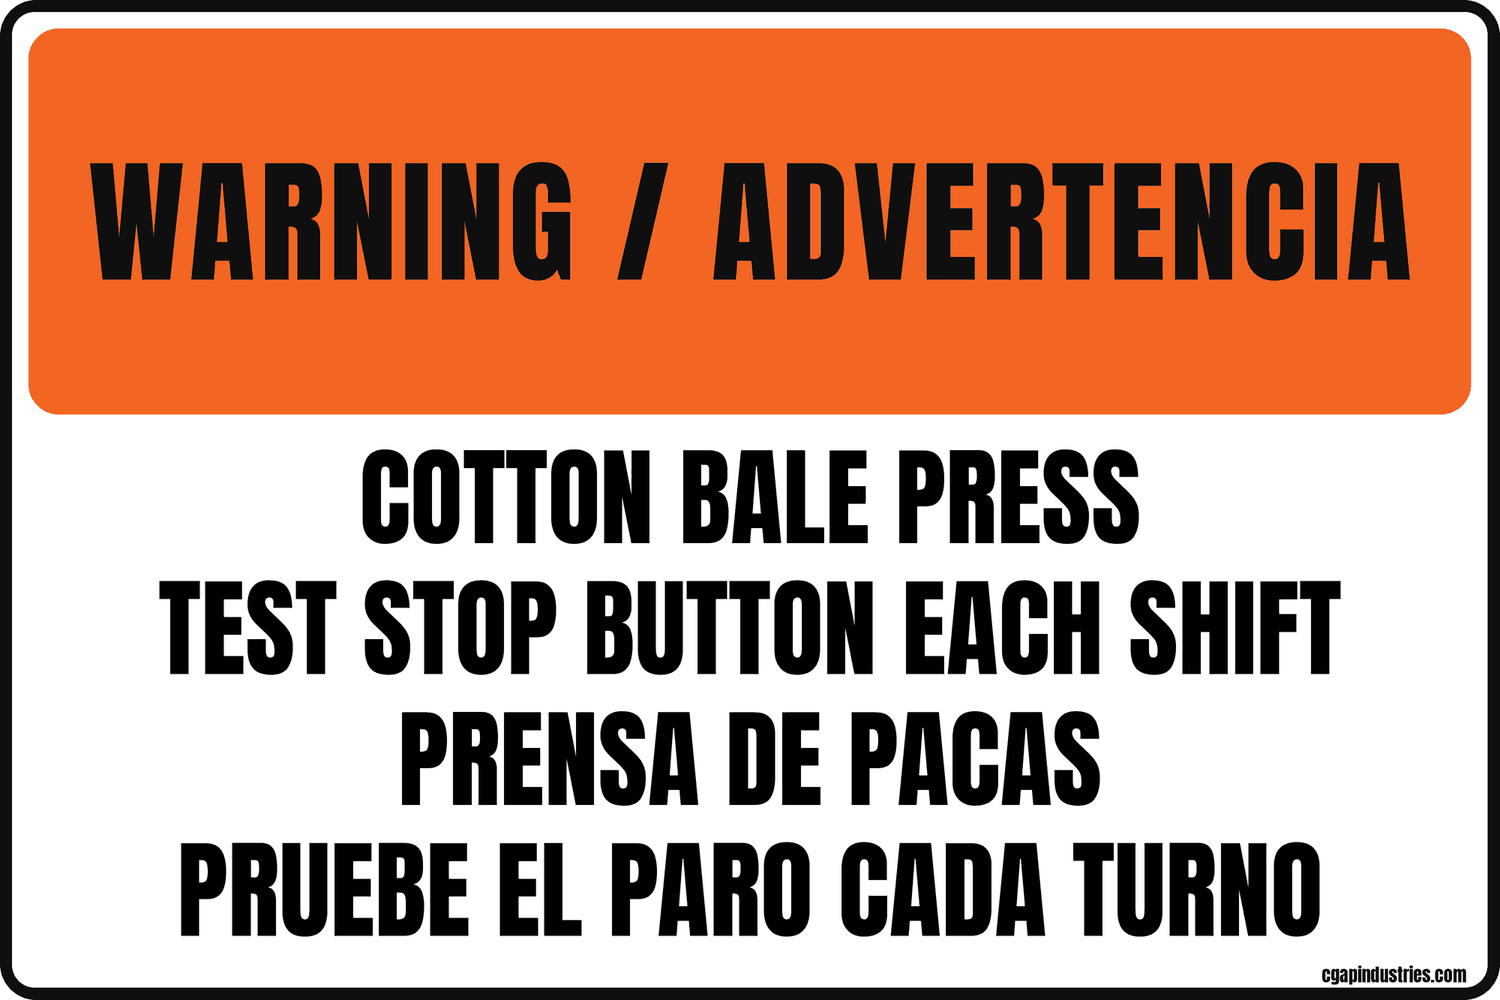 WARNING / ADVERTENCIA
COTTON BALE PRESS
TEST STOP BUTTON EACH SHIFT
PRENSA DE PACAS
PRUEBE EL PARO CADA TURNO
cgapindustries.com